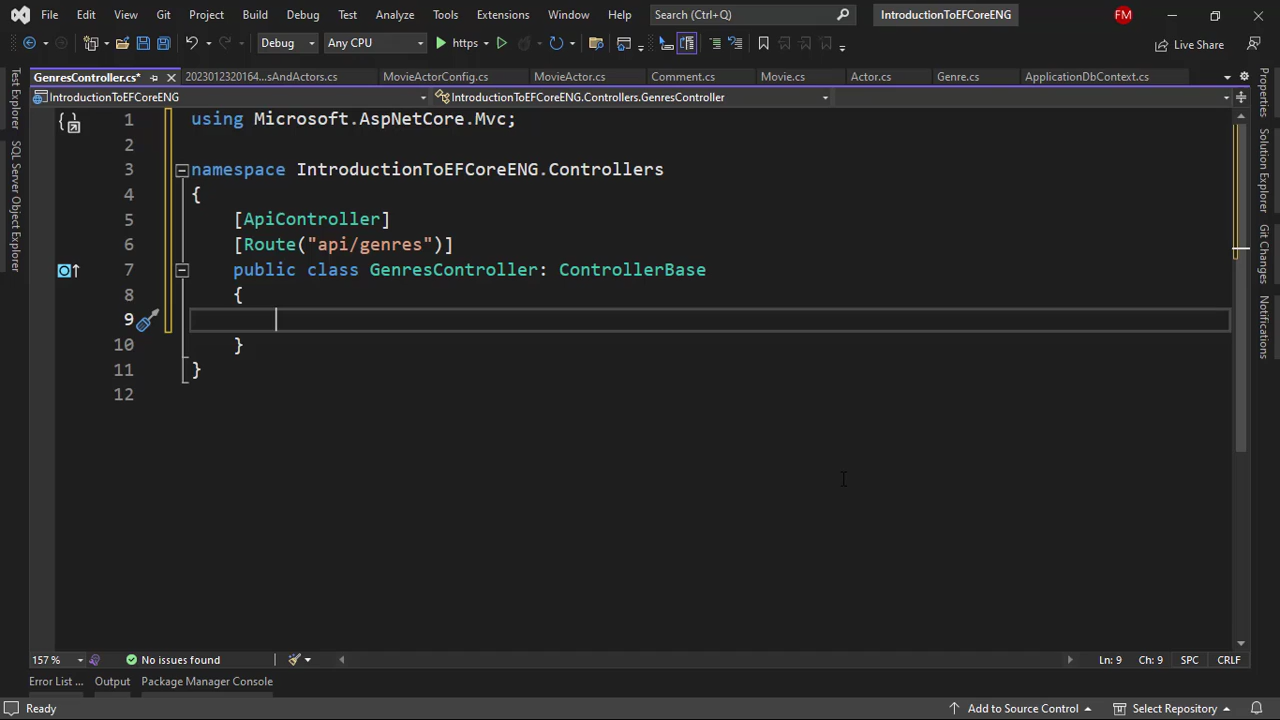 File Edit View Git Project Build Debug Test Analyze Tools Extensions Window Help Search (Ctrl+Q) IntroductionToEFCoreENG FM
Debug Any CPU https Live Share
GenresController.cs* 2023012320164...sAndActors.cs MovieActorConfig.cs MovieActor.cs Comment.cs Movie.cs Actor.cs Genre.cs ApplicationDbContext.cs
IntroductionToEFCoreENG IntroductionToEFCoreENG.Controllers.GenresController
Test Explorer
SQL Server Object Explorer
1 using Microsoft.AspNetCore.Mvc;
2
3 namespace IntroductionToEFCoreENG.Controllers
4 {
5 [ApiController]
6 [Route("api/genres")]
7 public class GenresController: ControllerBase
8 {
9
10 }
11 }
12
Properties
Solution Explorer
Git Changes
Notifications
157 % No issues found Ln: 9 Ch: 9 SPC CRLF
Error List ... Output Package Manager Console
Ready Add to Source Control Select Repository